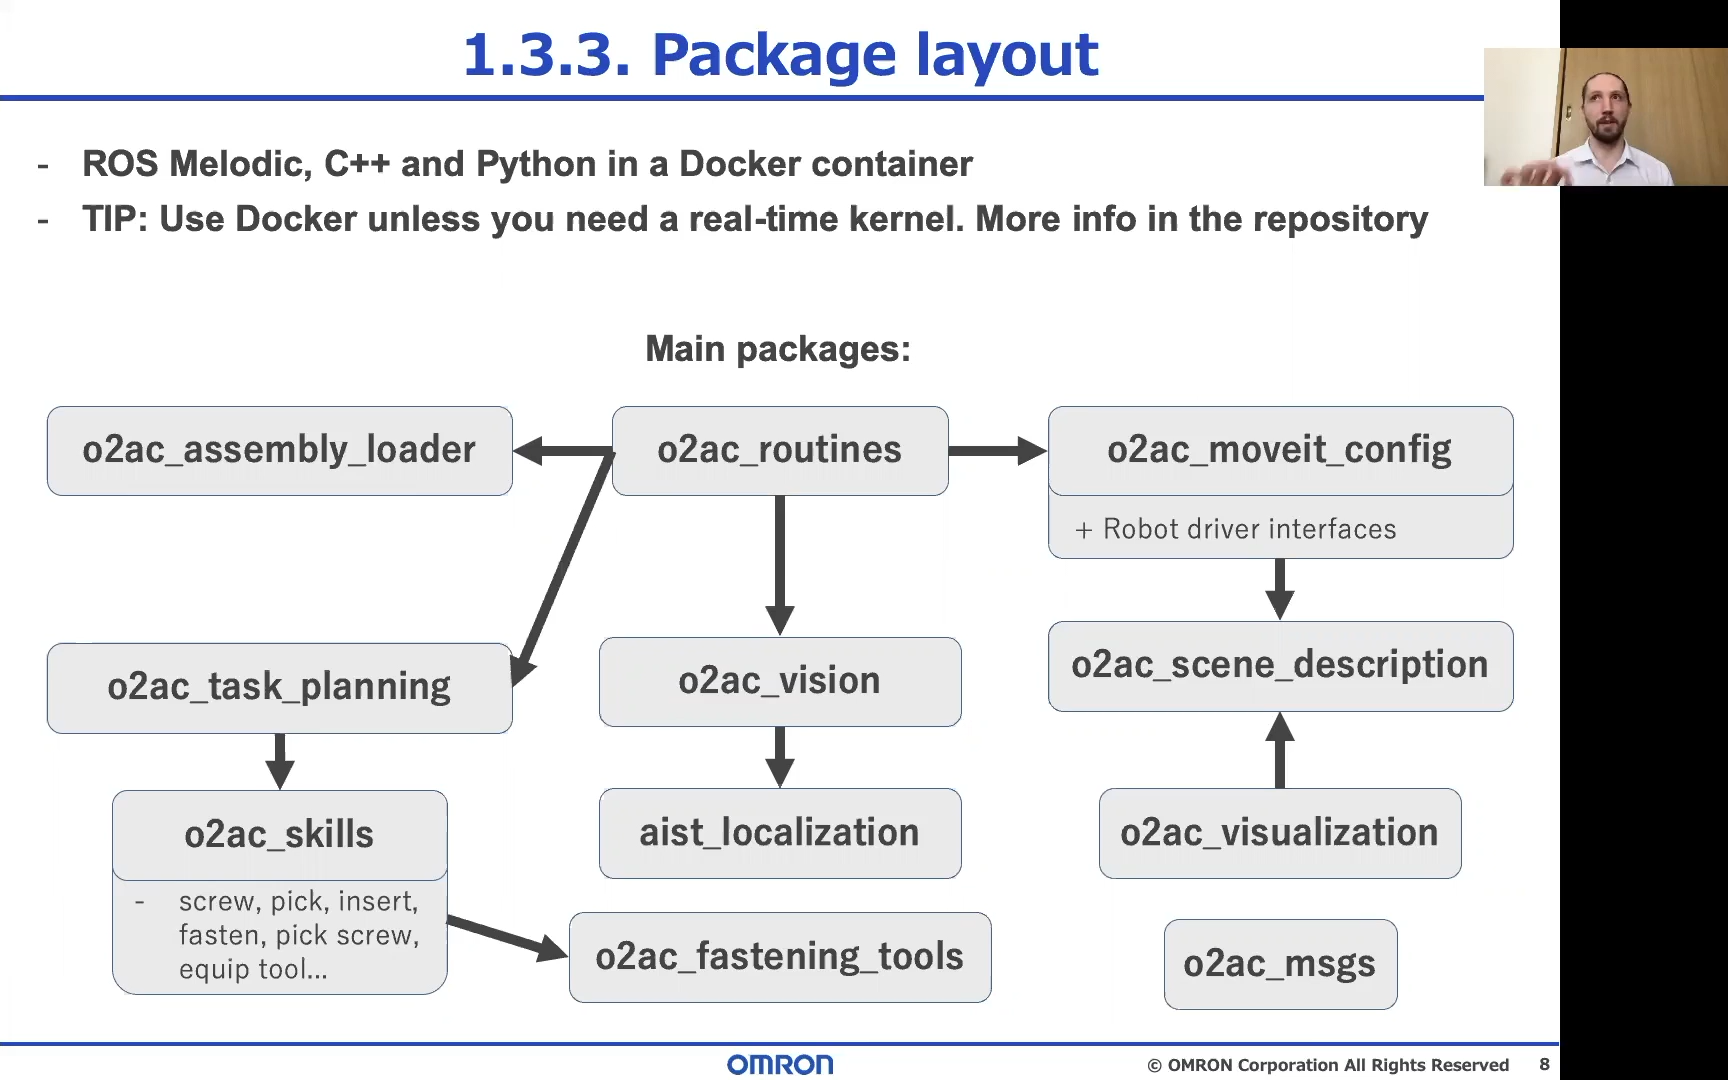 1.3.3. Package layout
- ROS Melodic, C++ and Python in a Docker container
- TIP: Use Docker unless you need a real-time kernel. More info in the repository
Main packages:
o2ac_assembly_loader
o2ac_routines
o2ac_moveit_config
+ Robot driver interfaces
o2ac_task_planning
o2ac_vision
o2ac_scene_description
o2ac_skills
- screw, pick, insert,
fasten, pick screw,
equip tool...
aist_localization
o2ac_visualization
o2ac_fastening_tools
o2ac_msgs
OMRON
© OMRON Corporation All Rights Reserved
8